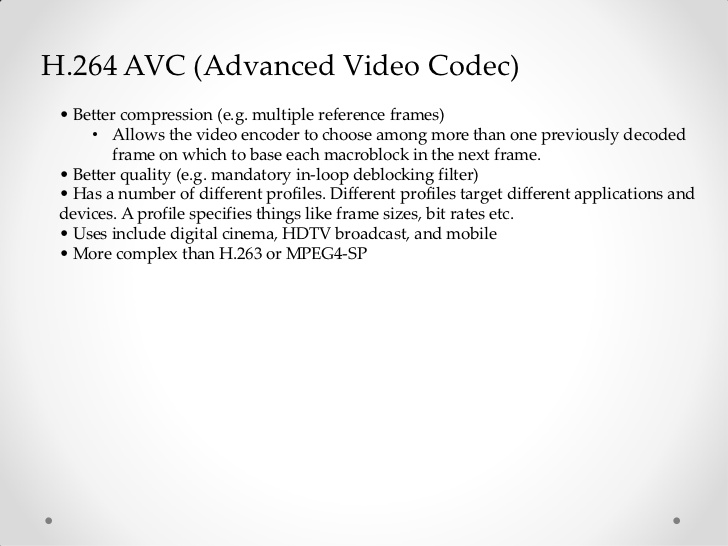 H.264 AVC (Advanced Video Codec)
• Better compression (e.g. multiple reference frames)
• Allows the video encoder to choose among more than one previously decoded
frame on which to base each macroblock in the next frame.
• Better quality (e.g. mandatory in-loop deblocking filter)
• Has a number of different profiles. Different profiles target different applications and
devices. A profile specifies things like frame sizes, bit rates etc.
• Uses include digital cinema, HDTV broadcast, and mobile
• More complex than H.263 or MPEG4-SP